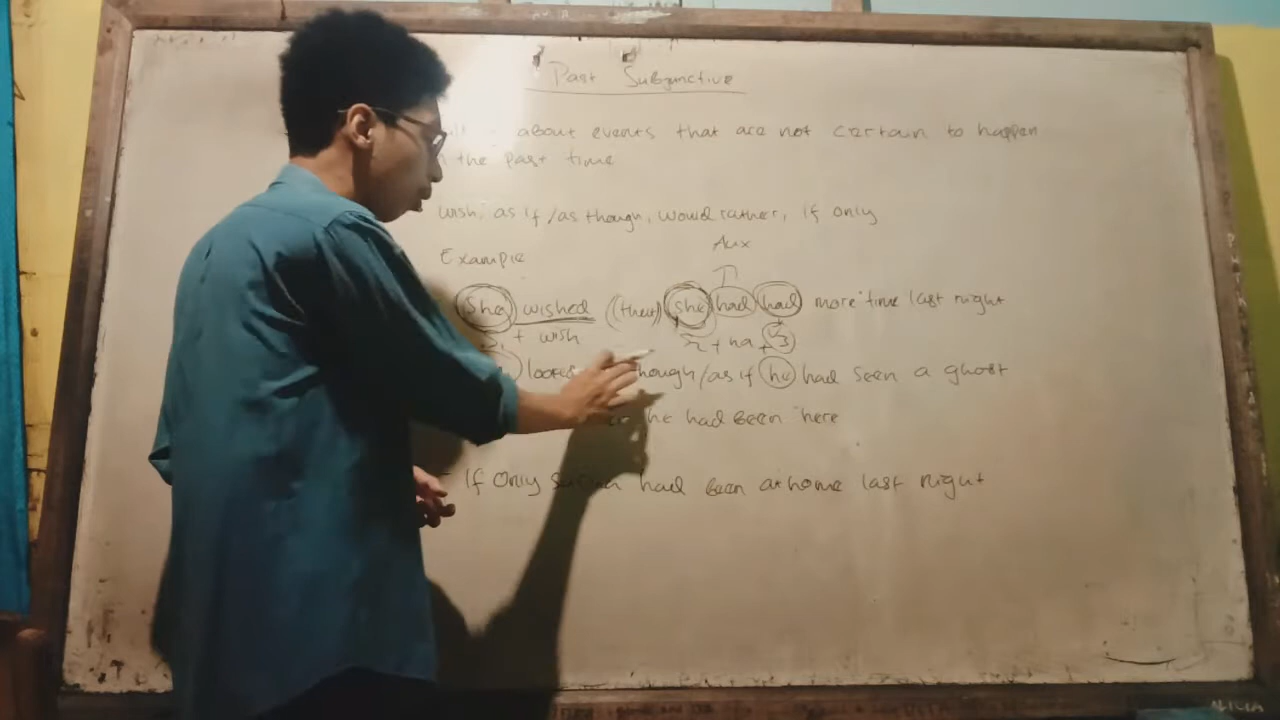 Past Subjunctive
about events that are not certain to happen
the past time
wish, as if /as though, would rather, if only
Aux
Example
She wished (that) she had had more time last night
+ wish + ha + V3
looked though/as if he had seen a ghost
he had been here
- If only had been at home last night